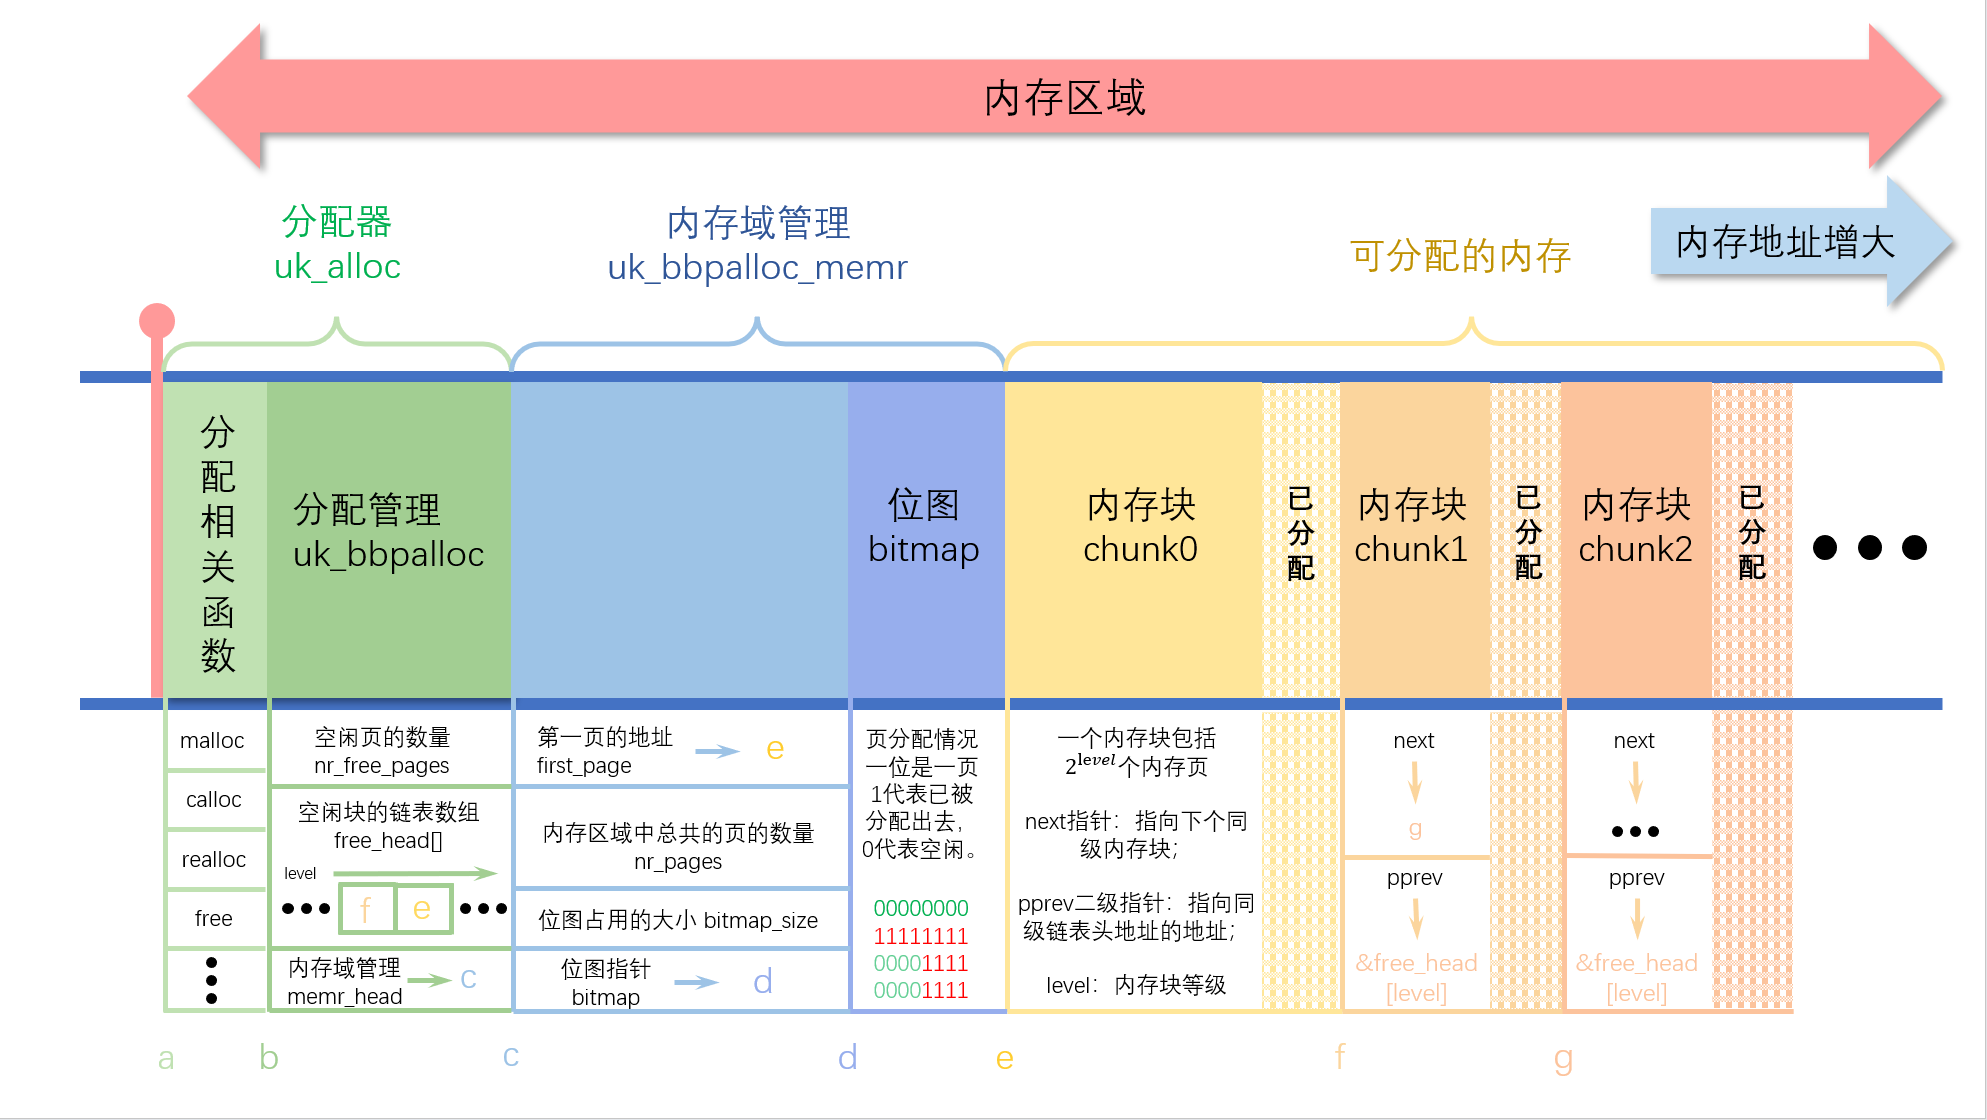 内存区域
分配器
uk_alloc
内存域管理
uk_bbpalloc_memr
可分配的内存
内存地址增大
分配相关函数
分配管理
uk_bbpalloc
位图
bitmap
内存块
chunk0
已分配
内存块
chunk1
已分配
内存块
chunk2
已分配
malloc
calloc
realloc
free
空闲页的数量
nr_free_pages
空闲块的链表数组
free_head[]
level
f
e
内存域管理
memr_head
c
第一页的地址
first_page
e
内存区域中总共的页的数量
nr_pages
位图占用的大小 bitmap_size
位图指针
bitmap
d
页分配情况
一位是一页
1代表已被
分配出去，
0代表空闲。
00000000
11111111
00001111
00001111
一个内存块包括
2^level个内存页
next指针：指向下个同
级内存块；
pprev二级指针：指向同
级链表头地址的地址；
level：内存块等级
next
g
pprev
&free_head
[level]
next
pprev
&free_head
[level]
a
b
c
d
e
f
g